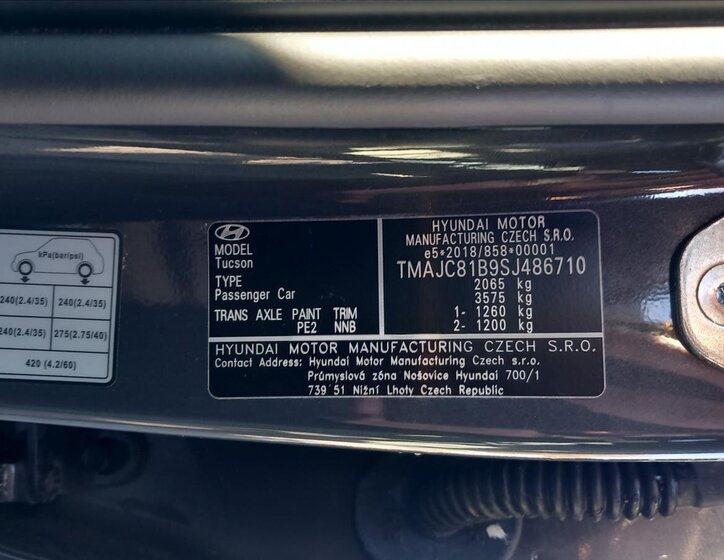 kPa(bar/psi)
240(2.4/35) 240(2.4/35)
240(2.4/35) 275(2.75/40)
420 (4.2/60)
HYUNDAI MOTOR
MANUFACTURING CZECH S.R.O.
e5*2018/858*00001
TMAJC81B9SJ486710
2065 kg
3575 kg
1- 1260 kg
2- 1200 kg
MODEL
Tucson
TYPE
Passenger Car
TRANS AXLE PAINT TRIM
PE2 NNB
HYUNDAI MOTOR MANUFACTURING CZECH S.R.O.
Contact Address: Hyundai Motor Manufacturing Czech s.r.o.
Průmyslová zóna Nošovice Hyundai 700/1
739 51 Nižní Lhoty Czech Republic